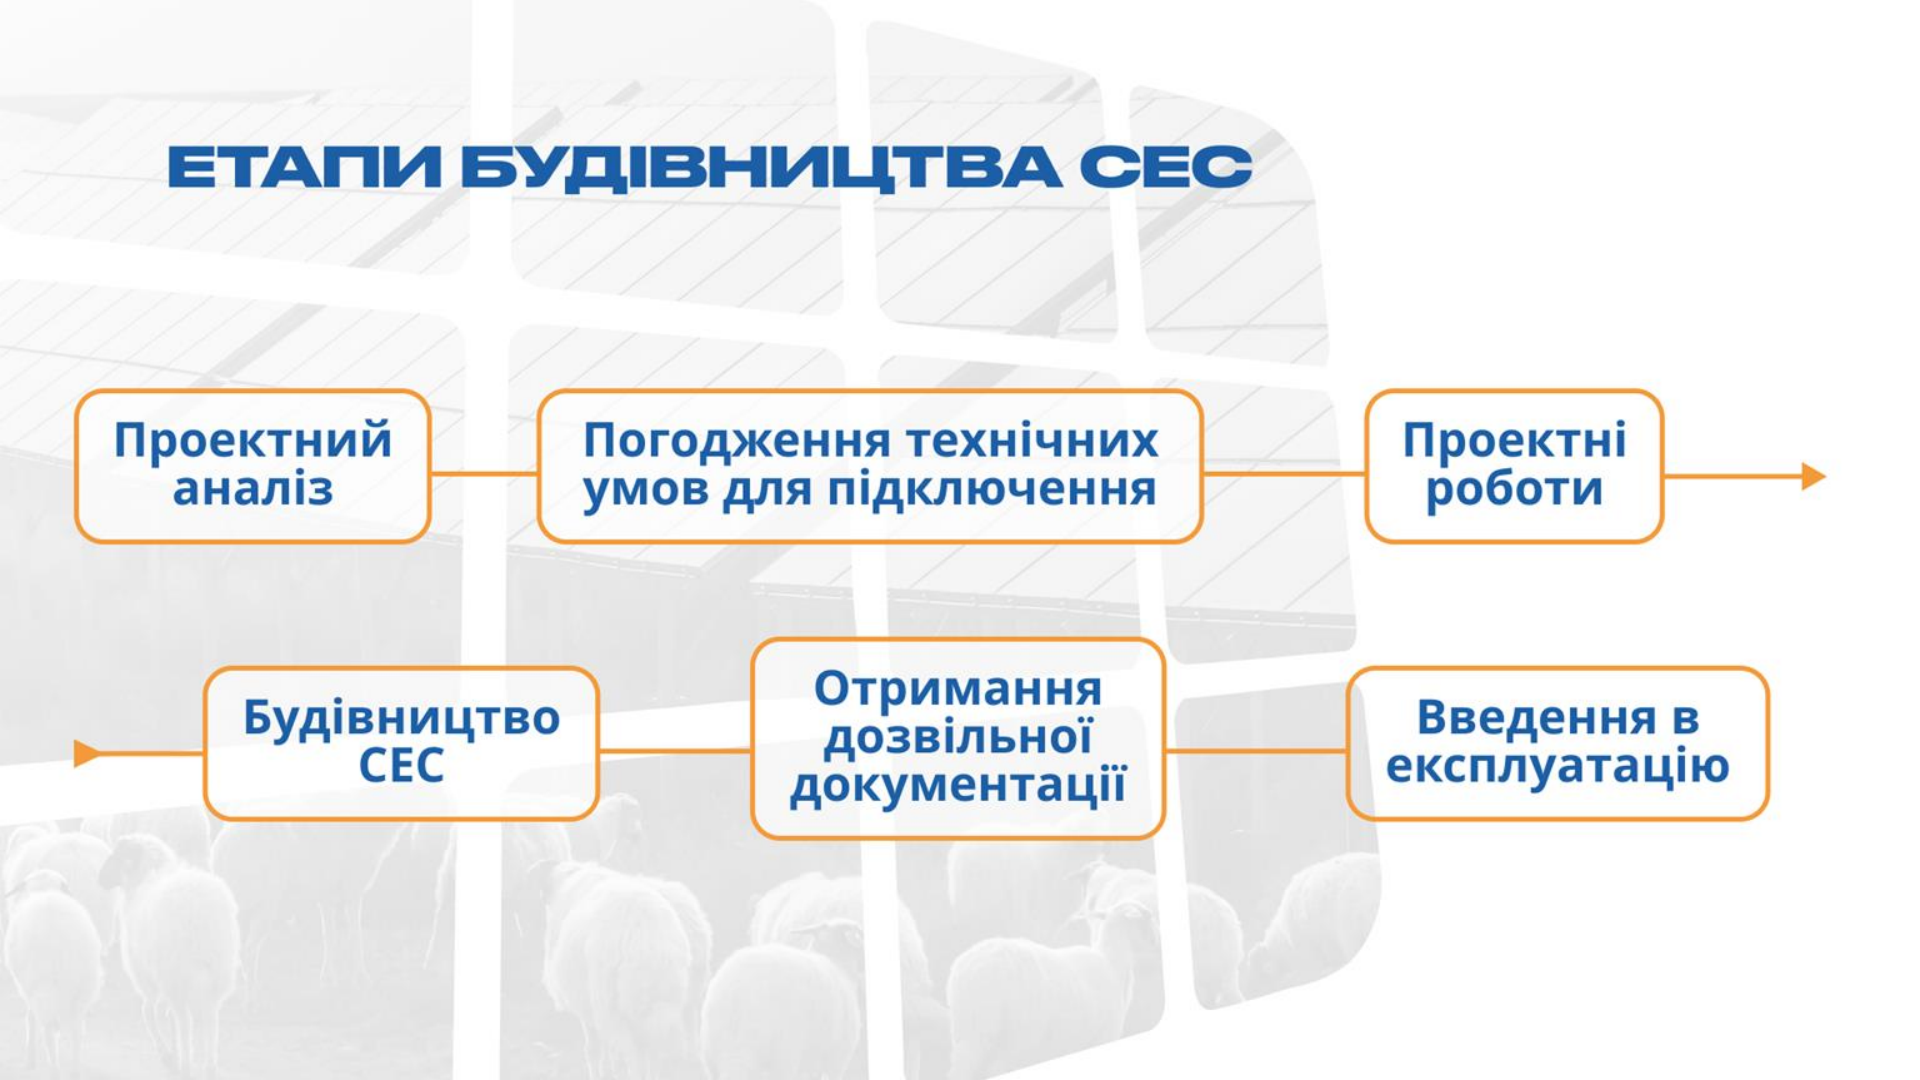 ЕТАПИ БУДІВНИЦТВА СЕС
Проектний
аналіз
Погодження технічних
умов для підключення
Проектні
роботи
Будівництво
СЕС
Отримання
дозвільної
документації
Введення в
експлуатацію